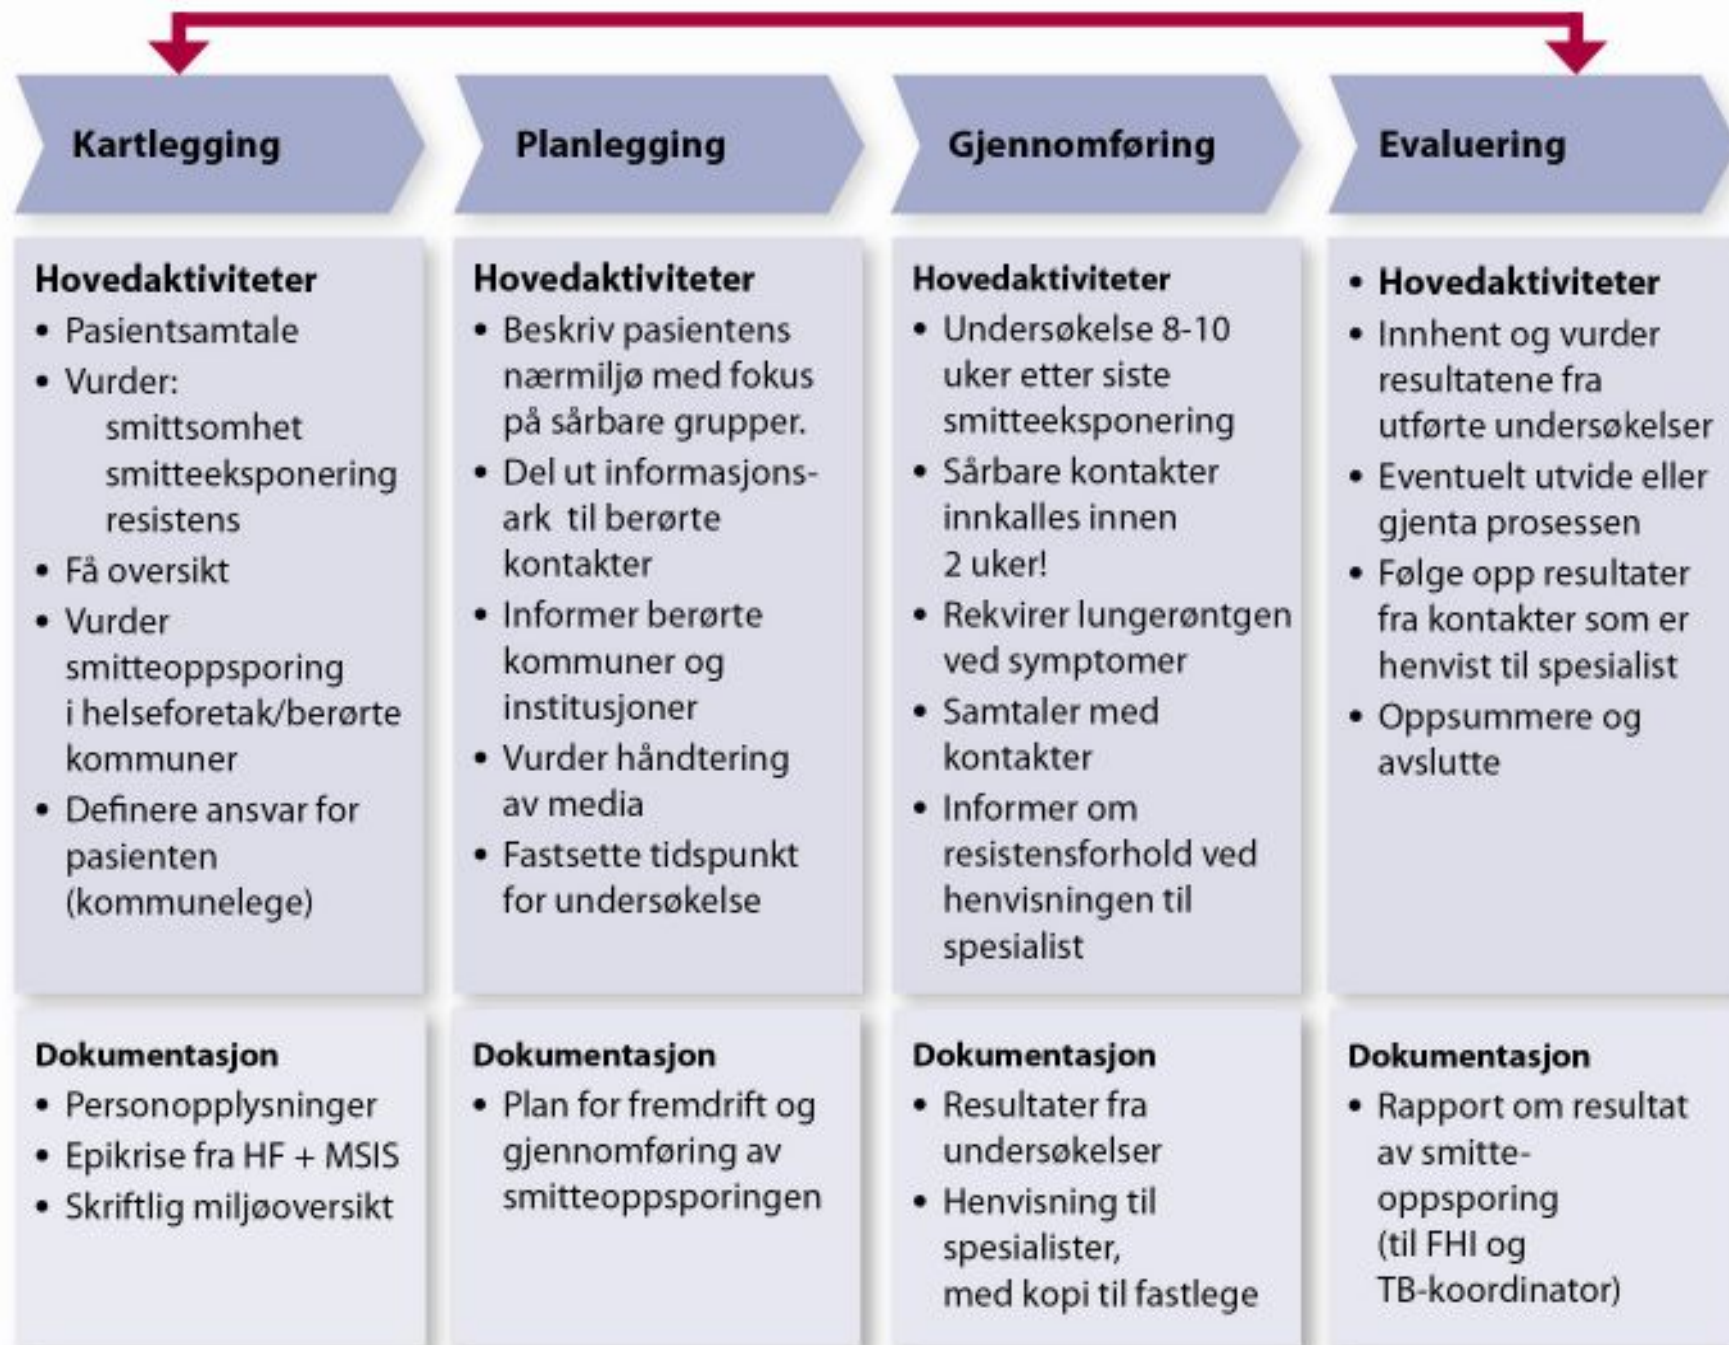 Kartlegging
Hovedaktiviteter
• Pasientsamtale
• Vurder:
smittsomhet
smitteeksponering
resistens
• Få oversikt
• Vurder
smitteoppsporing
i helseforetak/berørte
kommuner
• Definere ansvar for
pasienten
(kommunelege)
Dokumentasjon
• Personopplysninger
• Epikrise fra HF + MSIS
• Skriftlig miljøoversikt
Planlegging
Hovedaktiviteter
• Beskriv pasientens
nærmiljø med fokus
på sårbare grupper.
• Del ut informasjons-
ark til berørte
kontakter
• Informer berørte
kommuner og
institusjoner
• Vurder håndtering
av media
• Fastsette tidspunkt
for undersøkelse
Dokumentasjon
• Plan for fremdrift og
gjennomføring av
smitteoppsporingen
Gjennomføring
Hovedaktiviteter
• Undersøkelse 8-10
uker etter siste
smitteeksponering
• Sårbare kontakter
innkalles innen
2 uker!
• Rekvirer lungerøntgen
ved symptomer
• Samtaler med
kontakter
• Informer om
resistensforhold ved
henvisningen til
spesialist
Dokumentasjon
• Resultater fra
undersøkelser
• Henvisning til
spesialister,
med kopi til fastlege
Evaluering
• Hovedaktiviteter
• Innhent og vurder
resultatene fra
utførte undersøkelser
• Eventuelt utvide eller
gjenta prosessen
• Følge opp resultater
fra kontakter som er
henvist til spesialist
• Oppsummere og
avslutte
Dokumentasjon
• Rapport om resultat
av smitte-
oppsporing
(til FHI og
TB-koordinator)